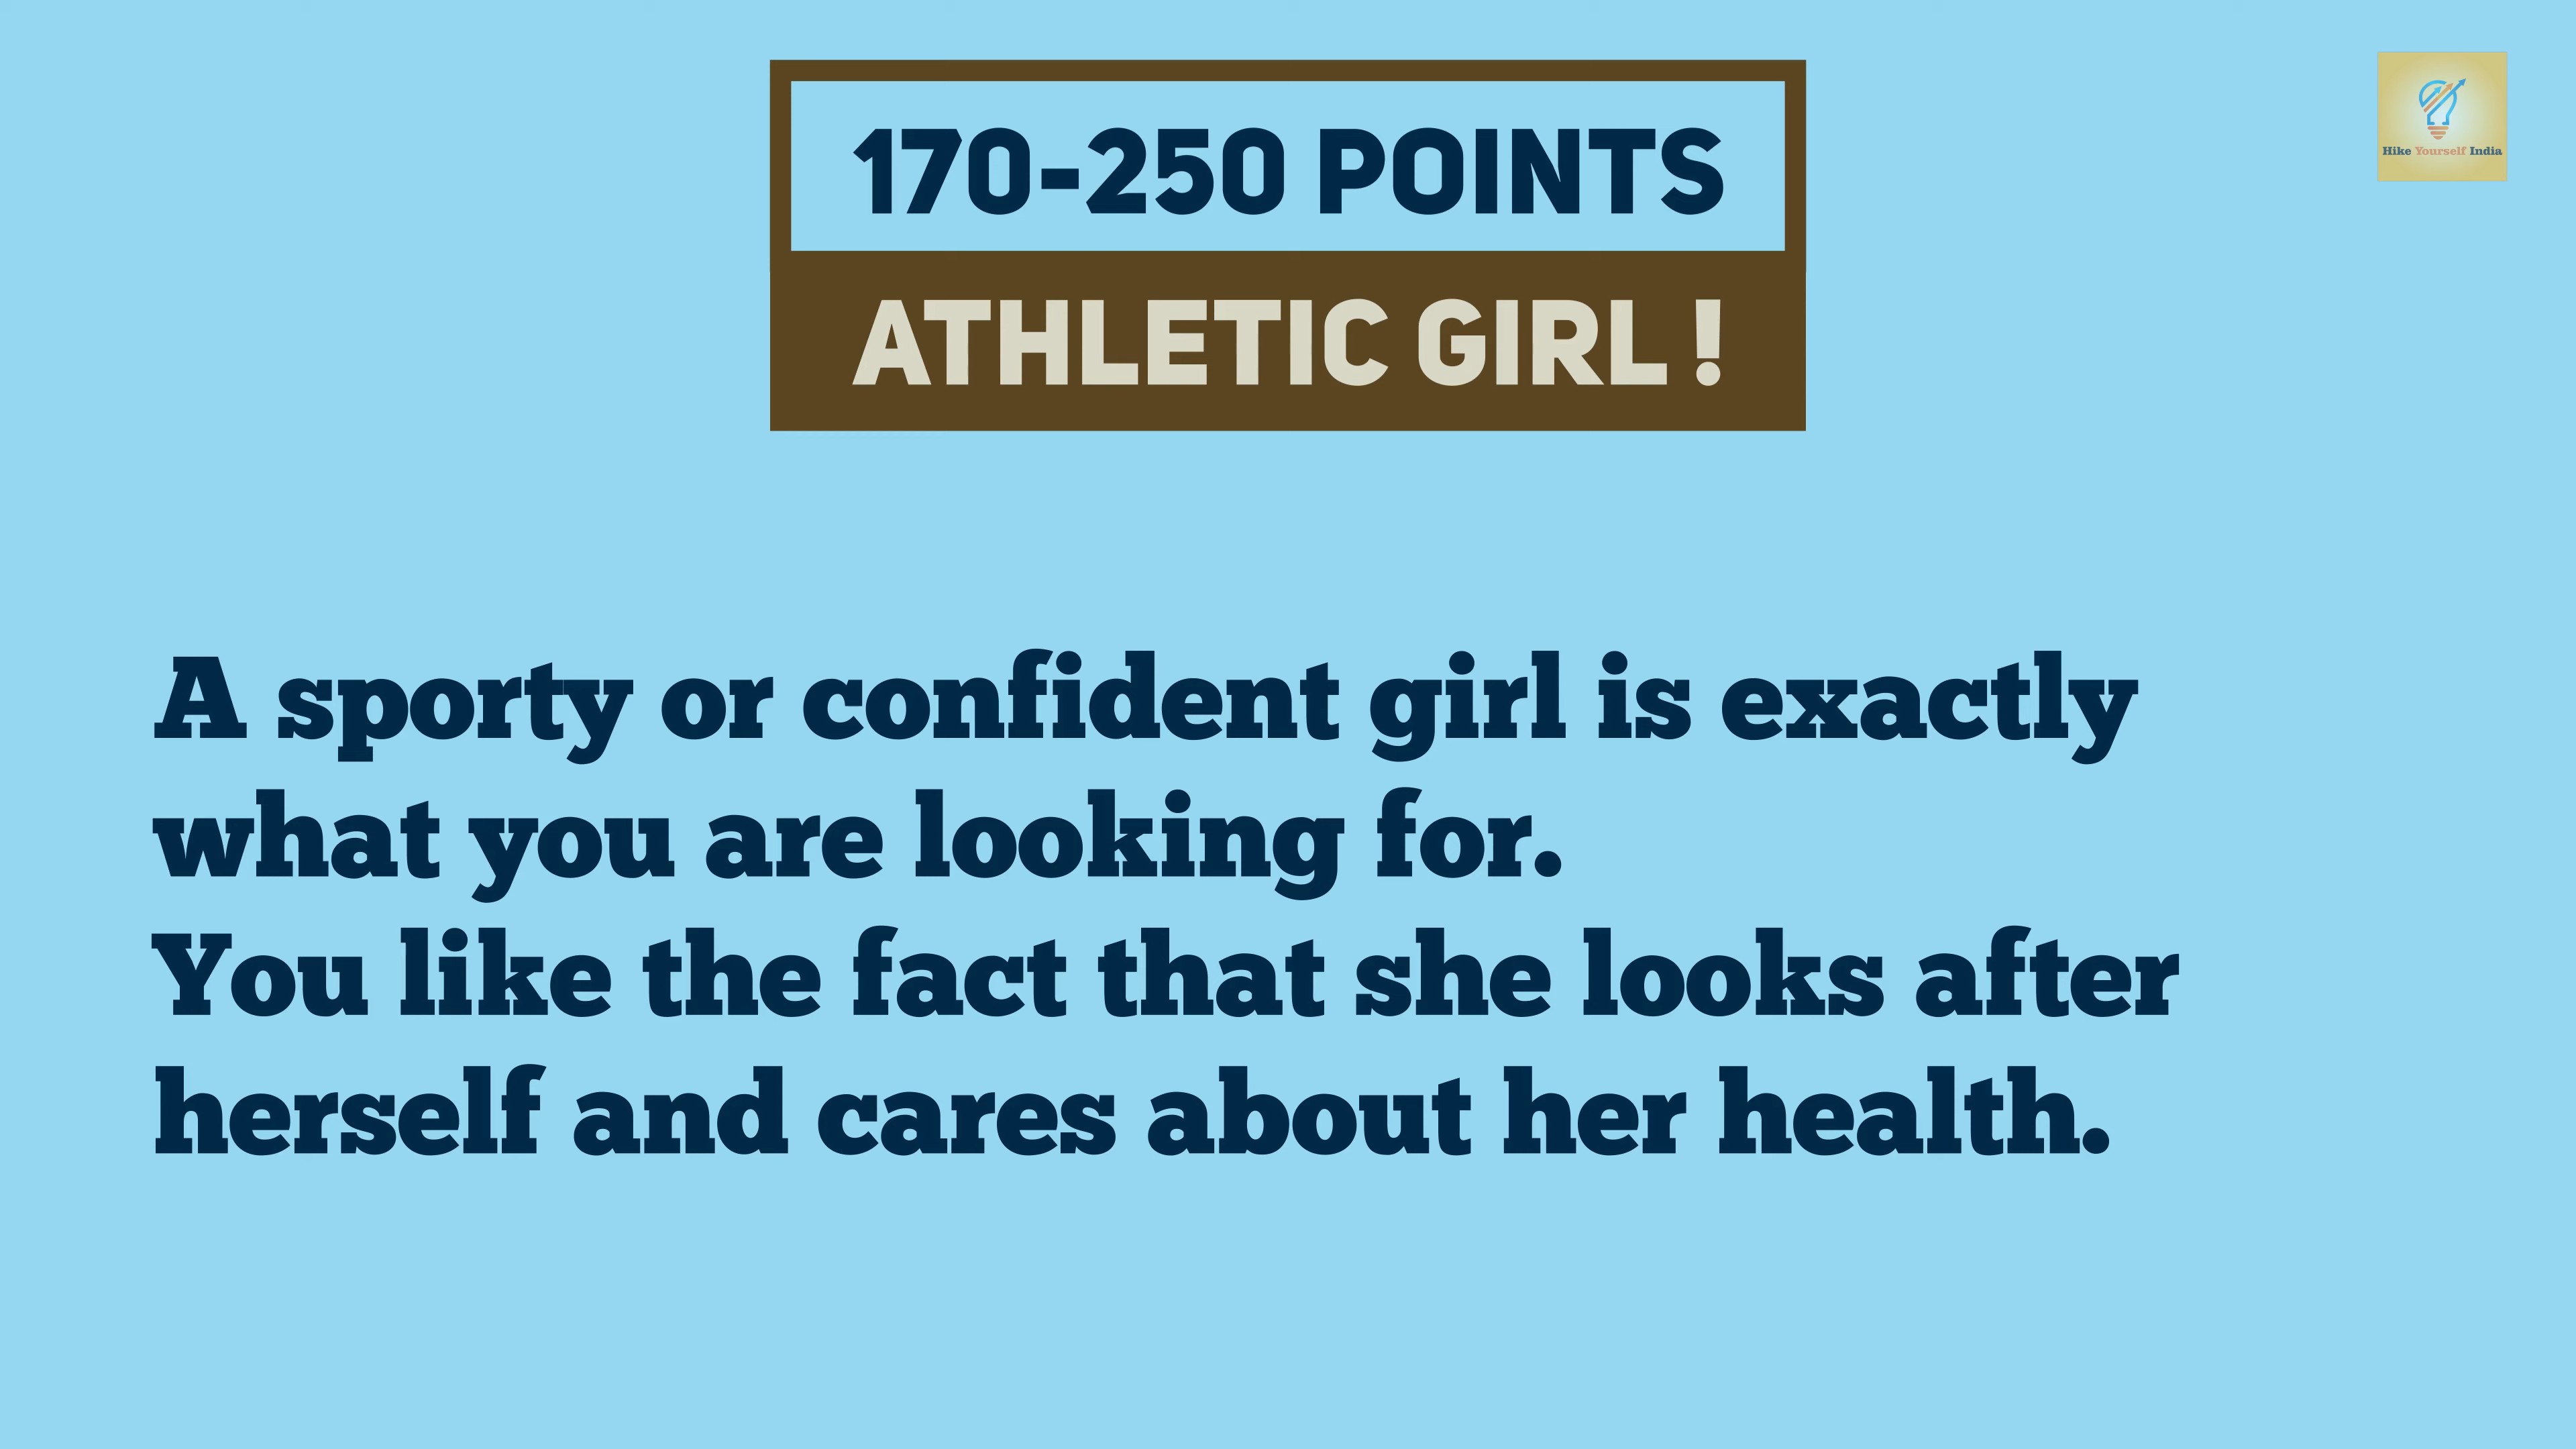 170-250 POINTS
ATHLETIC GIRL !
Hike Yourself India
A sporty or confident girl is exactly
what you are looking for.
You like the fact that she looks after
herself and cares about her health.